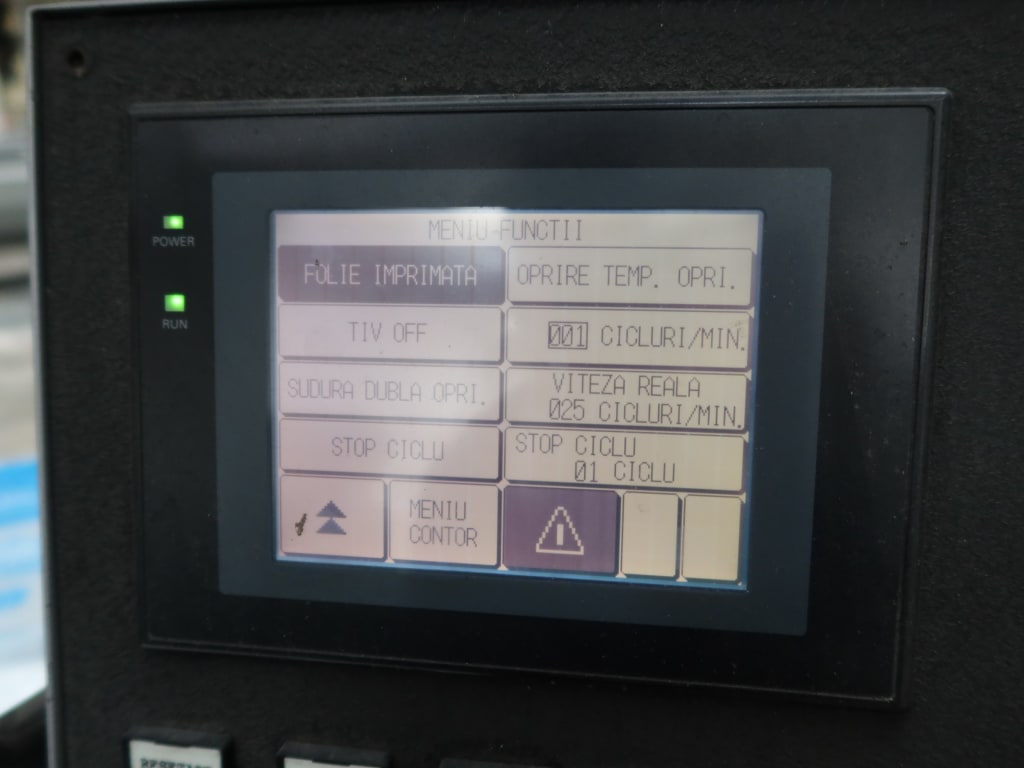 MENIU FUNCTII
POWER
FOLIE IMPRIMATA
OPRIRE TEMP. OPRI.
RUN
TIV OFF
001 CICLURI/MIN.
SUDURA DUBLA OPRI.
VITEZA REALA
025 CICLURI/MIN.
STOP CICLU
STOP CICLU
01 CICLU
MENIU
CONTOR